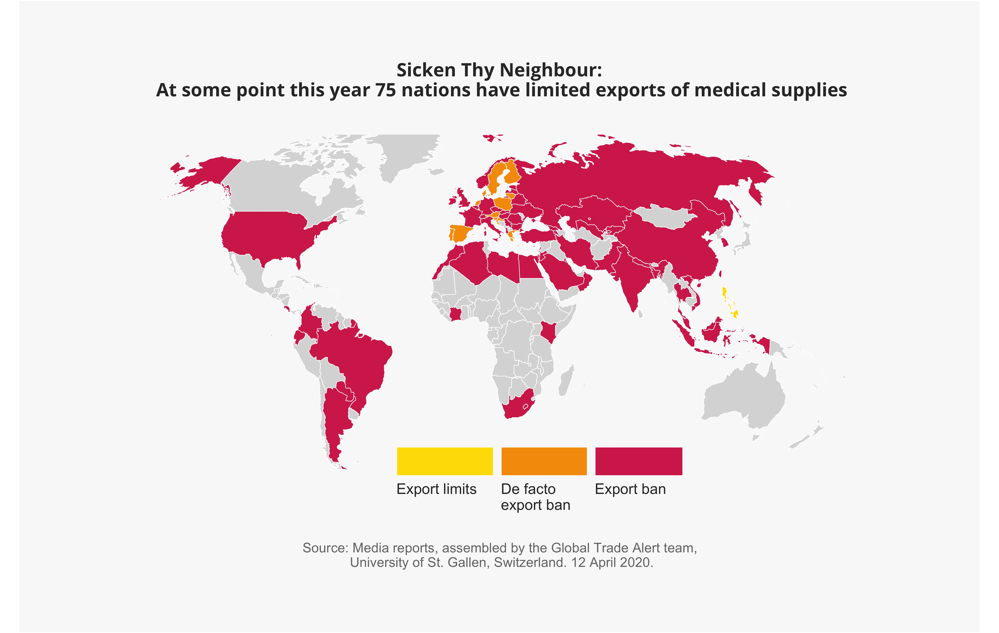 Sicken Thy Neighbour:
At some point this year 75 nations have limited exports of medical supplies
Export limits
De facto
export ban
Export ban
Source: Media reports, assembled by the Global Trade Alert team,
University of St. Gallen, Switzerland. 12 April 2020.